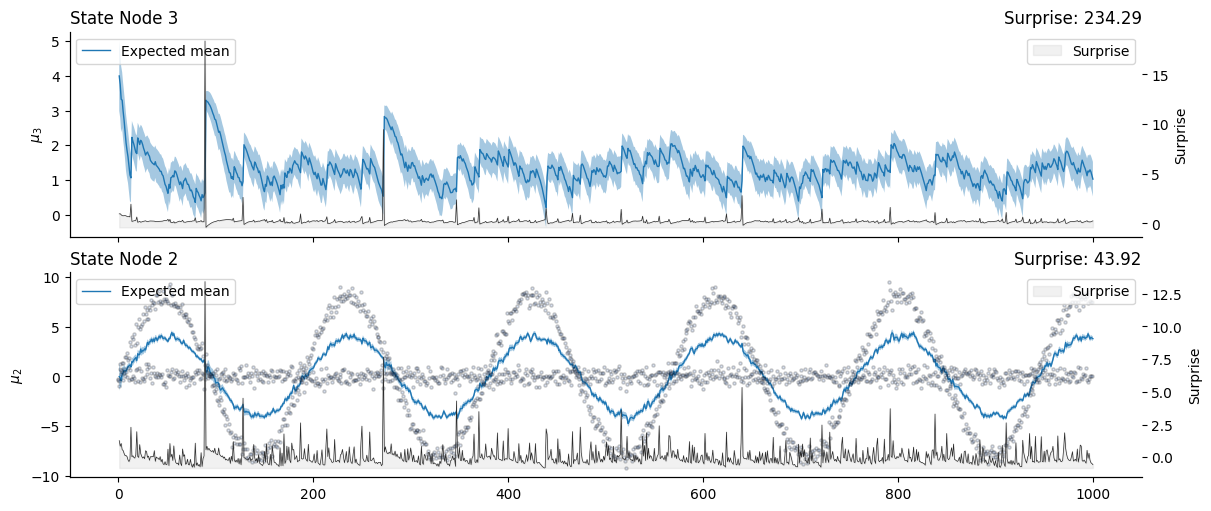 State Node 3 Surprise: 234.29
Expected mean
Surprise
5
4
3
2
1
0
μ3
15
10
5
0
Surprise
State Node 2 Surprise: 43.92
Expected mean
Surprise
10
5
0
−5
−10
μ2
12.5
10.0
7.5
5.0
2.5
0.0
Surprise
0 200 400 600 800 1000